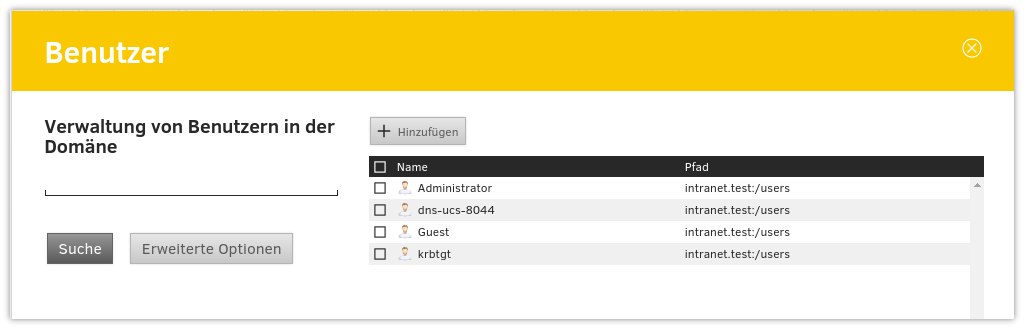 Benutzer
Verwaltung von Benutzern in der
Domäne
Suche
Erweiterte Optionen
Hinzufügen
Name Pfad
Administrator intranet.test:/users
dns-ucs-8044 intranet.test:/users
Guest intranet.test:/users
krbtgt intranet.test:/users